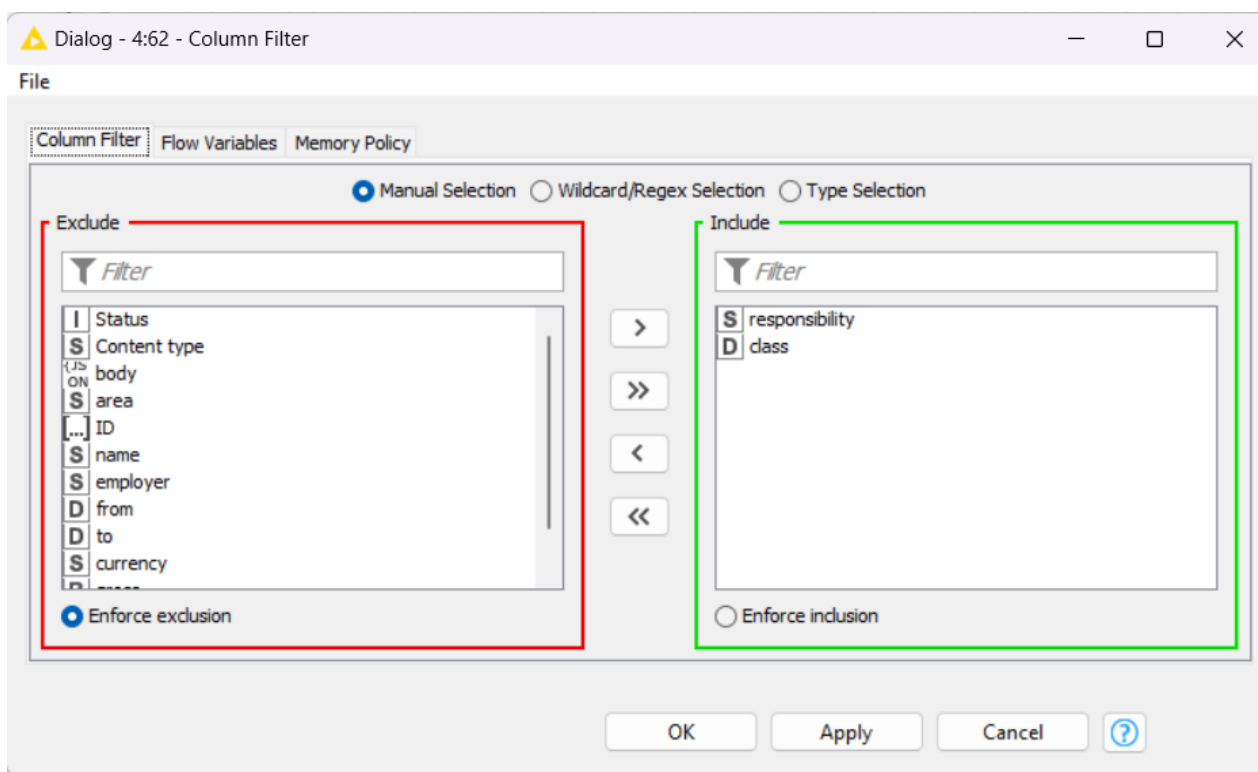 Dialog - 4:62 - Column Filter
File
Column Filter Flow Variables Memory Policy
Manual Selection Wildcard/Regex Selection Type Selection
Exclude
Filter
I Status
S Content type
{JSON body
S area
[...] ID
S name
S employer
D from
D to
S currency
Enforce exclusion
>
>>
<
<<
Include
Filter
S responsibility
D class
Enforce inclusion
OK Apply Cancel ?